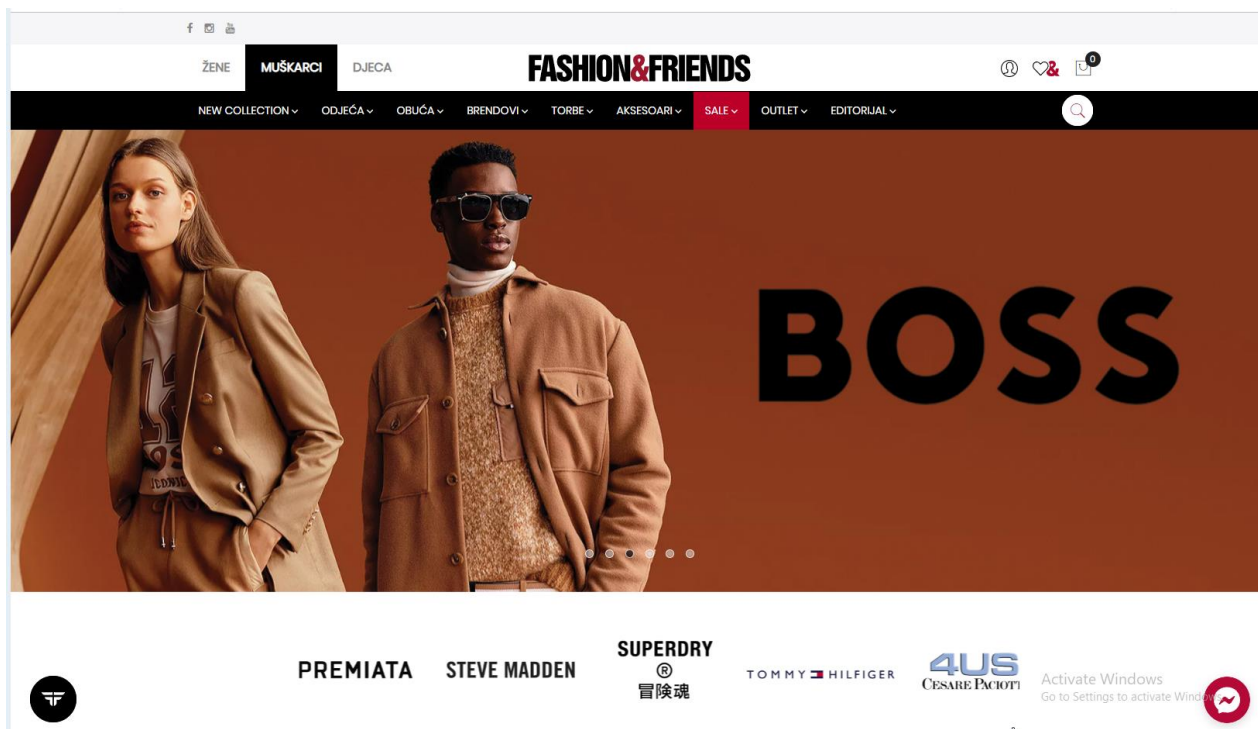 ŽENE MUŠKARCI DJECA FASHION&FRIENDS & 0
NEW COLLECTION ODJEĆA OBUĆA BRENDOVI TORBE AKSESOARI SALE OUTLET EDITORIJAL
BOSS
PREMIATA
STEVE MADDEN
SUPERDRY
®
冒険魂
TOMMY HILFIGER
4US
CESARE PACIOTTI
Activate Windows
Go to Settings to activate Windows.